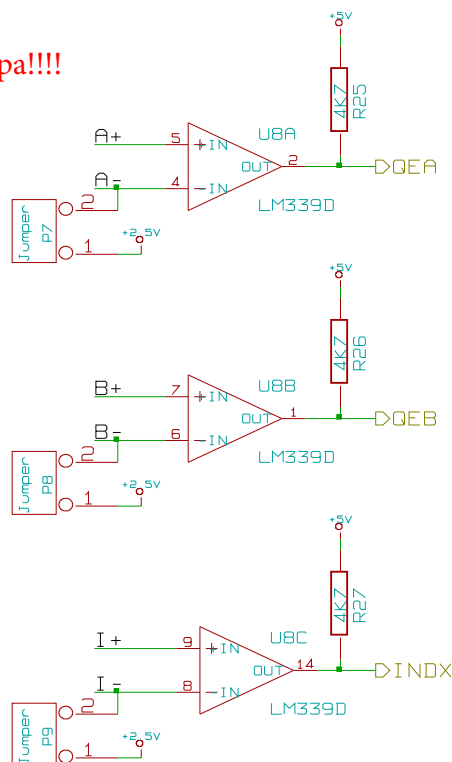 pa!!!!
+5V
4K7
R25
A+
5
+IN
U8A
OUT
2
QEA
A-
4
-IN
LM339D
Jumper
P7
2
1
+2.5V
+5V
4K7
R26
B+
7
+IN
U8B
OUT
1
QEB
B-
6
-IN
LM339D
Jumper
P8
2
1
+2.5V
+5V
4K7
R27
I+
9
+IN
U8C
OUT
14
INDX
I-
8
-IN
LM339D
Jumper
P9
2
1
+2.5V